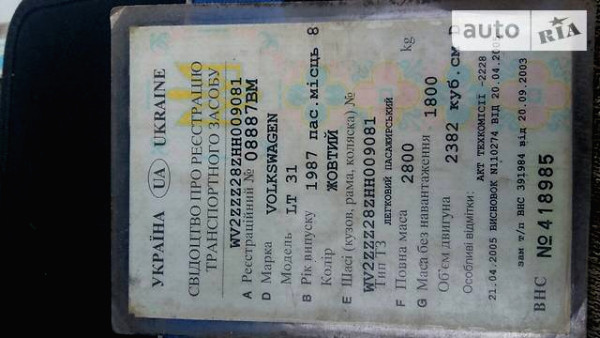 УКРАЇНА UA UKRAINE
СВІДОЦТВО ПРО РЕЄСТРАЦІЮ
ТРАНСПОРТНОГО ЗАСОБУ
WV2ZZZ28ZHH009081
A Реєстраційний № 08887ВМ
D Марка VOLKSWAGEN
Модель LT 31
B Рік випуску 1987 пас.місць 8
Колір ЖОВТИЙ
E Шасі (кузов, рама, коляска) №
WV2ZZZ28ZHH009081
Тип ТЗ ЛЕГКОВИЙ ПАСАЖИРСЬКИЙ
F Повна маса 2800 kg
G Маса без навантаження 1800
Об'єм двигуна 2382 куб.см D
Особливі відмітки:
АКТ ТЕХКОМІСІІ -2228
21.04.2005 ВИСНОВОК N110274 ВІД 20.04.
зам т/п ВНС 391984 від 20.09.2003
ВНС №418985
auto RIA